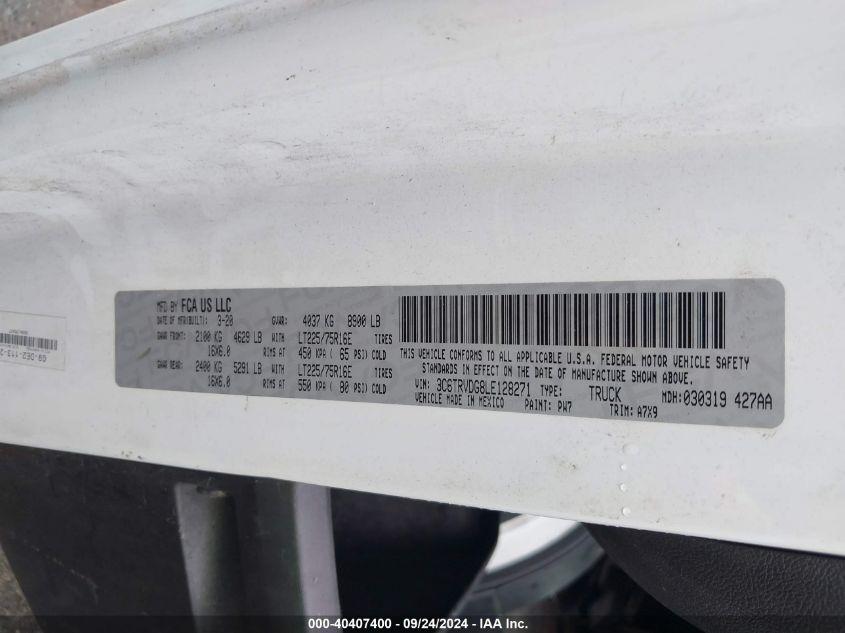 MFD BY FCA US LLC
DATE OF MFR(BUILT): 3-20 GVWR: 4037 KG 8900 LB
GAWR FRONT: 2100 KG 4629 LB WITH LT225/75R16E TIRES
16X6.0 RIMS AT 450 KPA ( 65 PSI) COLD
GAWR REAR: 2400 KG 5291 LB WITH LT225/75R16E TIRES
16X6.0 RIMS AT 550 KPA ( 80 PSI) COLD
THIS VEHICLE CONFORMS TO ALL APPLICABLE U.S.A. FEDERAL MOTOR VEHICLE SAFETY
STANDARDS IN EFFECT ON THE DATE OF MANUFACTURE SHOWN ABOVE.
VIN: 3C6TRVDG8LE128271 TYPE: TRUCK MDH: 030319 427AA
VEHICLE MADE IN MEXICO PAINT: PW7 TRIM: A7X9
000-40407400 - 09/24/2024 - IAA Inc.